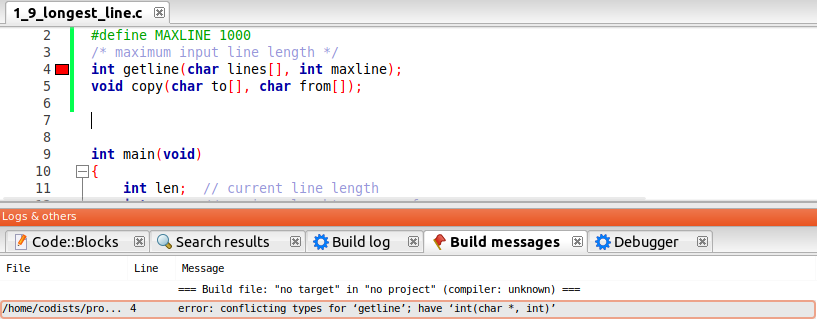 1_9_longest_line.c
2 #define MAXLINE 1000
3 /* maximum input line length */
4 int getline(char lines[], int maxline);
5 void copy(char to[], char from[]);
6
7
8
9 int main(void)
10 {
11 int len; // current line length
Logs & others
Code::Blocks Search results Build log Build messages Debugger
File Line Message
=== Build file: "no target" in "no project" (compiler: unknown) ===
/home/codists/pro... 4 error: conflicting types for ‘getline’; have ‘int(char *, int)’